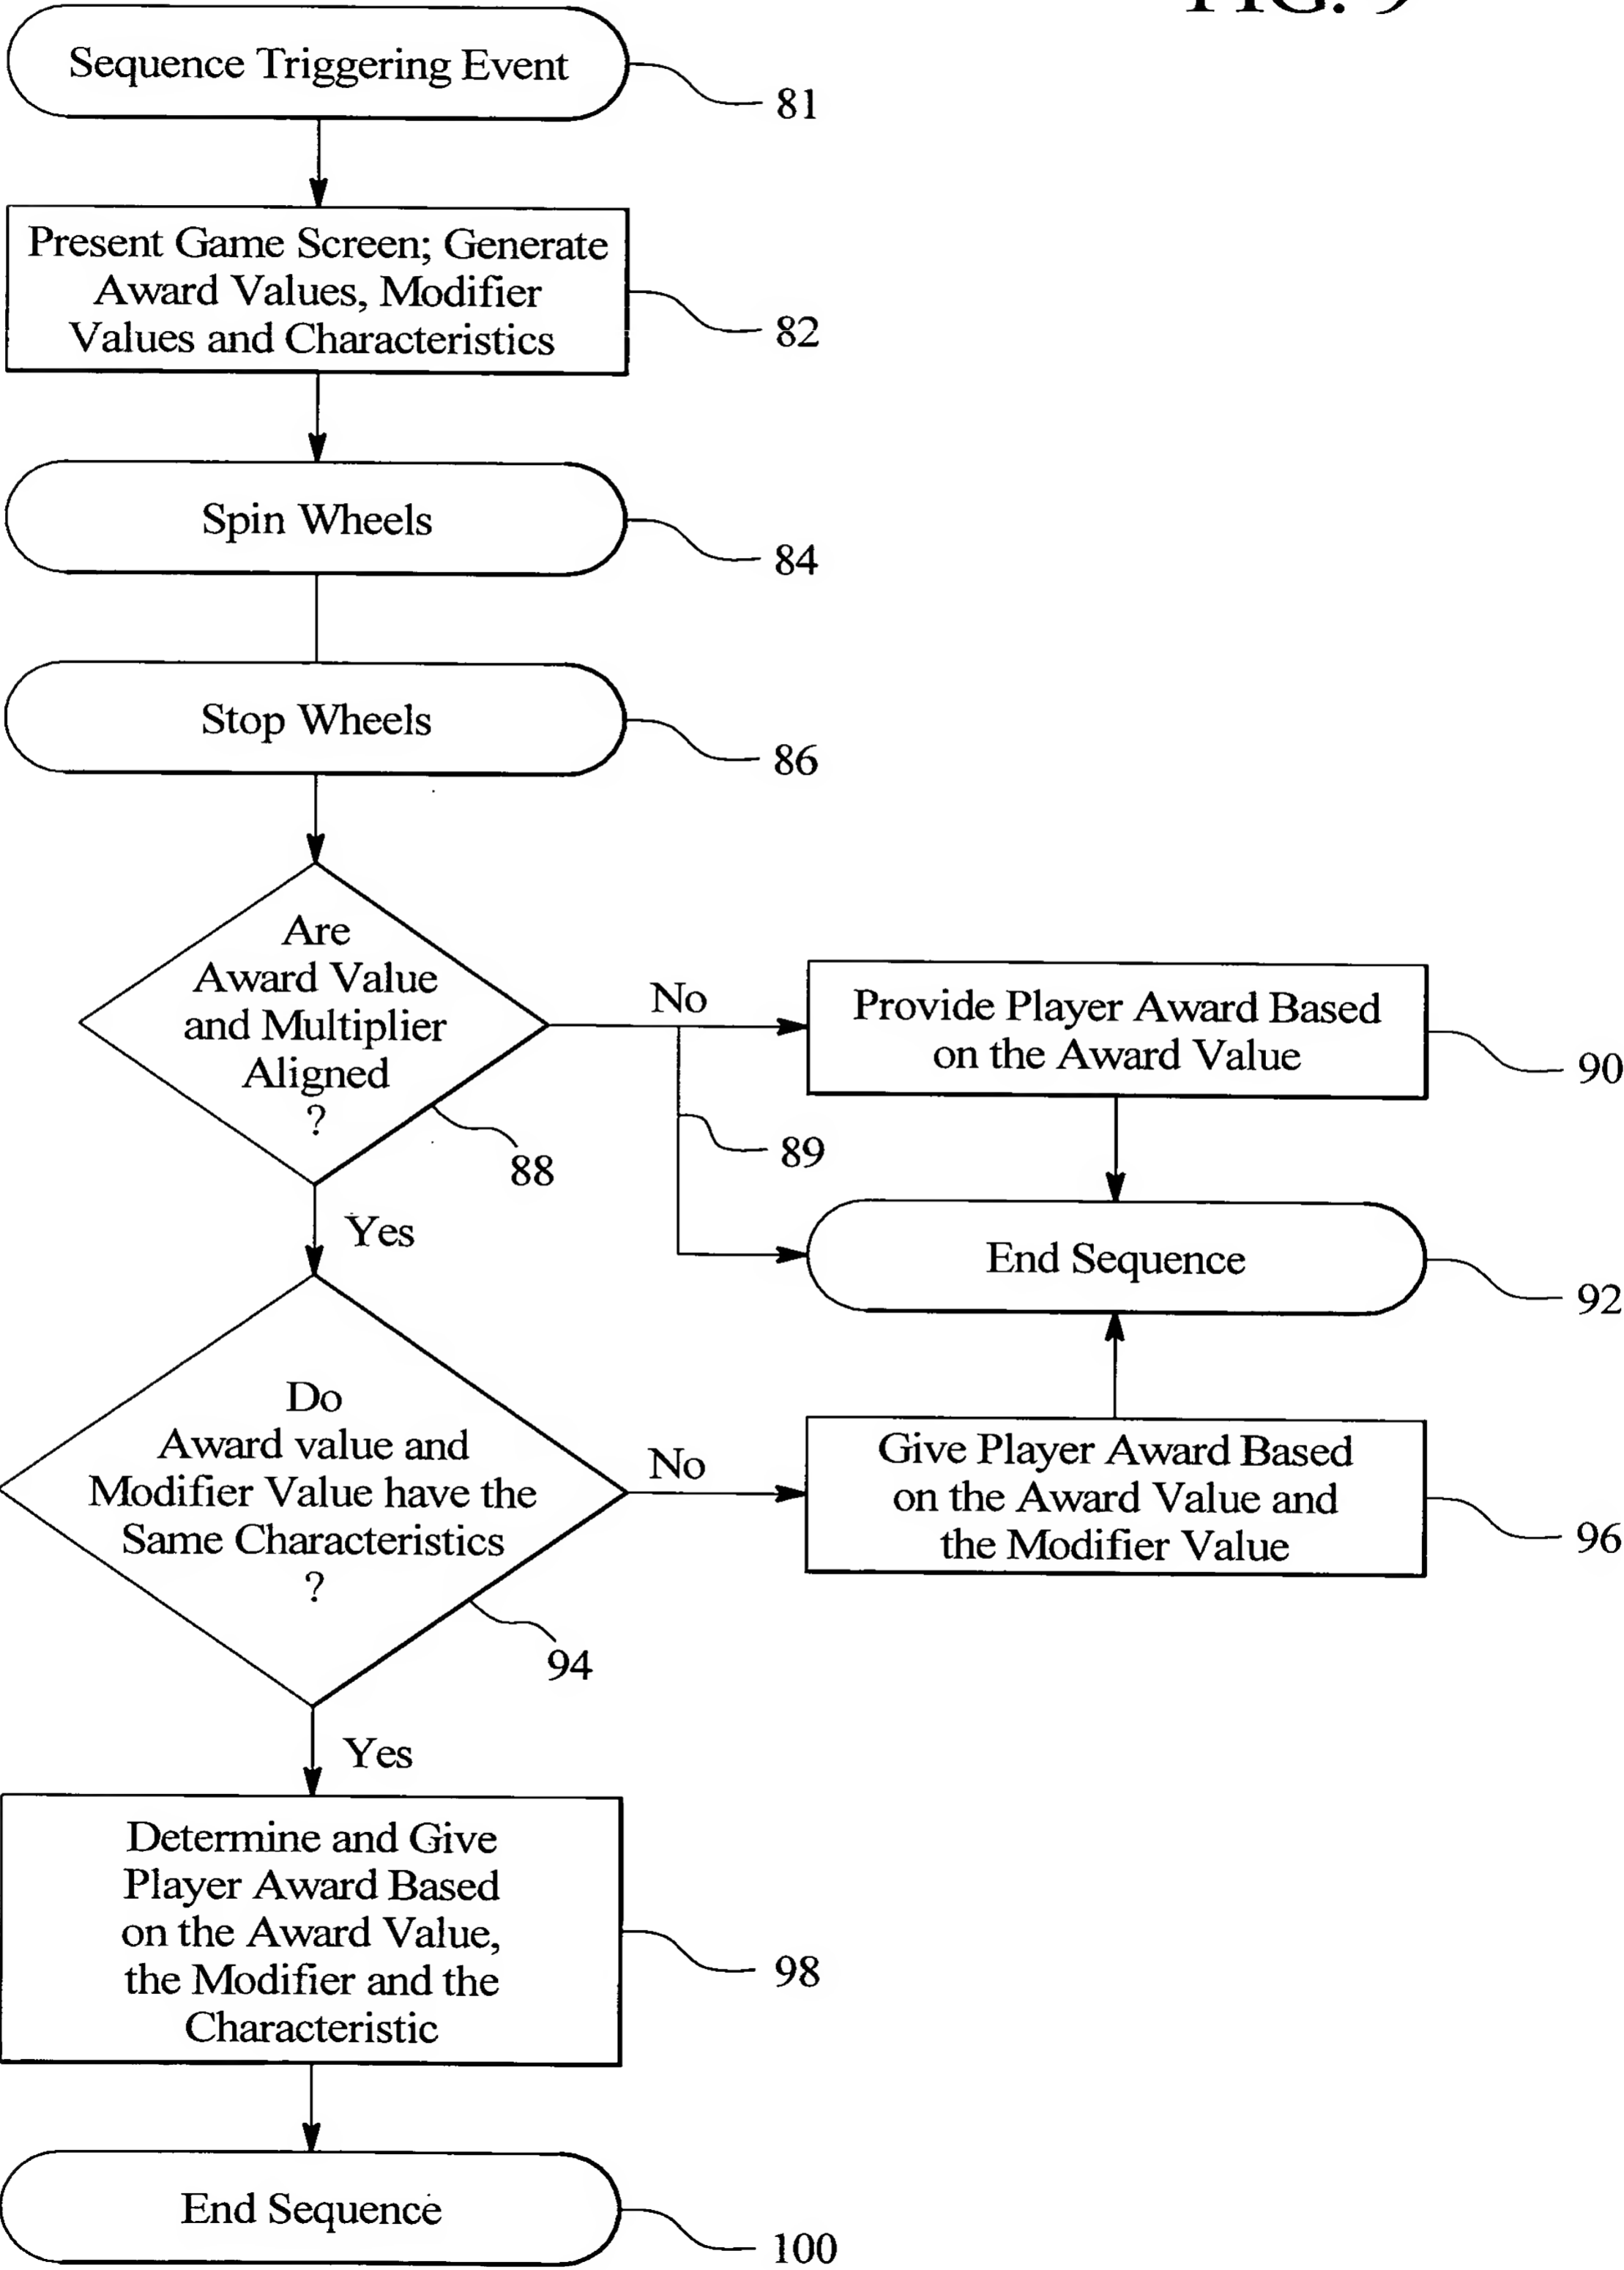 FIG. 9
Sequence Triggering Event
81
Present Game Screen; Generate
Award Values, Modifier
Values and Characteristics
82
Spin Wheels
84
Stop Wheels
86
Are
Award Value
and Multiplier
Aligned
?
88
No
89
Provide Player Award Based
on the Award Value
90
End Sequence
92
Yes
Do
Award value and
Modifier Value have the
Same Characteristics
?
94
No
Give Player Award Based
on the Award Value and
the Modifier Value
96
Yes
Determine and Give
Player Award Based
on the Award Value,
the Modifier and the
Characteristic
98
End Sequence
100